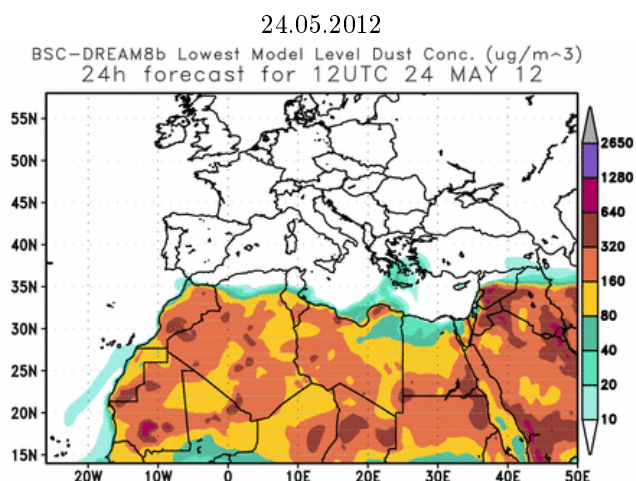 24.05.2012
BSC-DREAM8b Lowest Model Level Dust Conc. (ug/m^3)
24h forecast for 12UTC 24 MAY 12
55N
50N
45N
40N
35N
30N
25N
20N
15N
20W 10W 0 10E 20E 30E 40E 50E
2650
1280
640
320
160
80
40
20
10